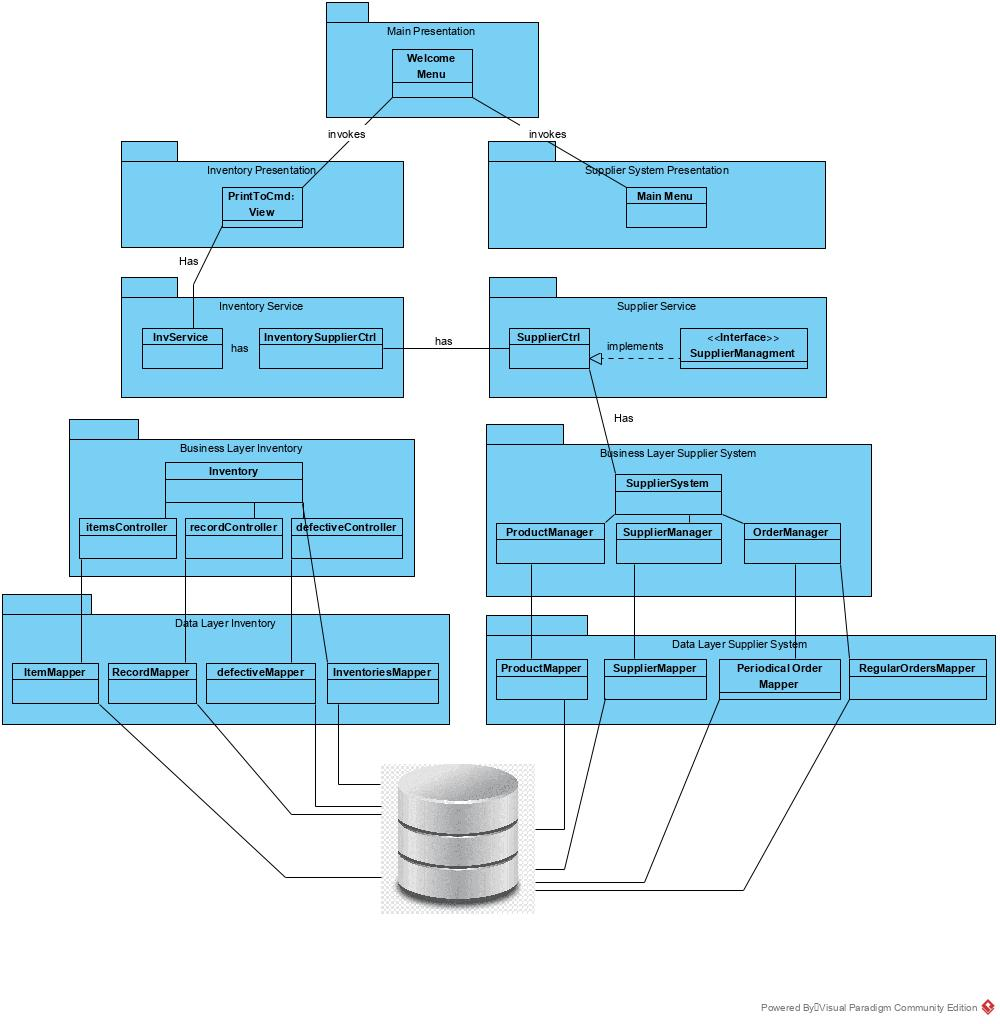 Main Presentation
Welcome
Menu
invokes
invokes
Inventory Presentation
PrintToCmd:
View
Supplier System Presentation
Main Menu
Has
Inventory Service
InvService
has
InventorySupplierCtrl
has
Supplier Service
SupplierCtrl
implements
<<Interface>>
SupplierManagment
Has
Business Layer Inventory
Inventory
itemsController
recordController
defectiveController
Business Layer Supplier System
SupplierSystem
ProductManager
SupplierManager
OrderManager
Data Layer Inventory
ItemMapper
RecordMapper
defectiveMapper
InventoriesMapper
Data Layer Supplier System
ProductMapper
SupplierMapper
Periodical Order
Mapper
RegularOrdersMapper
Powered By Visual Paradigm Community Edition